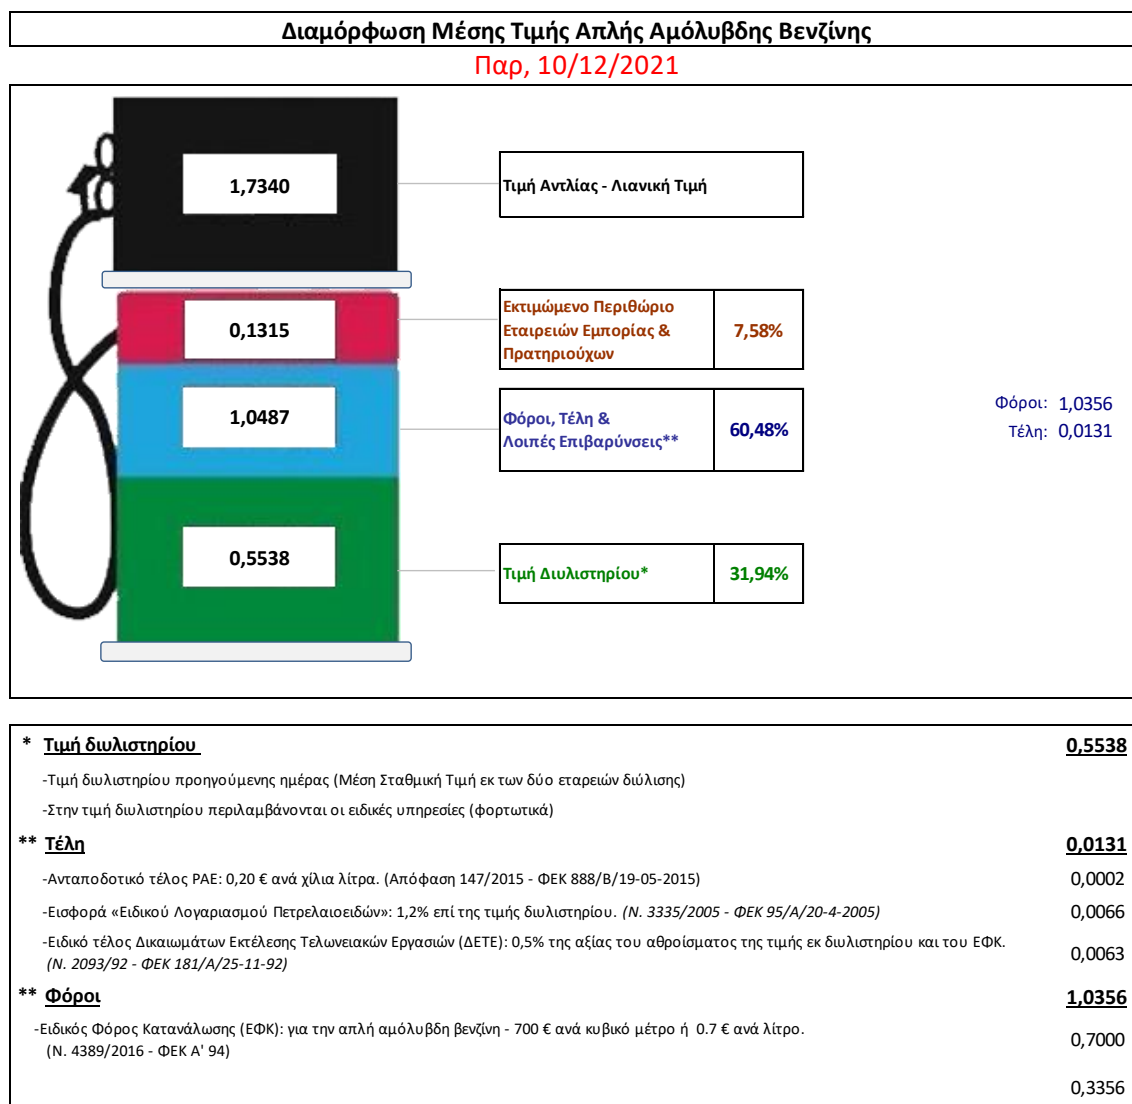 Διαμόρφωση Μέσης Τιμής Απλής Αμόλυβδης Βενζίνης
Παρ, 10/12/2021
1,7340
Τιμή Αντλίας - Λιανική Τιμή
0,1315
Εκτιμώμενο Περιθώριο
Εταιρειών Εμπορίας &
Πρατηριούχων
7,58%
1,0487
Φόροι, Τέλη &
Λοιπές Επιβαρύνσεις**
60,48%
Φόροι: 1,0356
Τέλη: 0,0131
0,5538
Τιμή Διυλιστηρίου*
31,94%
* Τιμή διυλιστηρίου 0,5538
-Τιμή διυλιστηρίου προηγούμενης ημέρας (Μέση Σταθμική Τιμή εκ των δύο εταρειών διύλισης)
-Στην τιμή διυλιστηρίου περιλαμβάνονται οι ειδικές υπηρεσίες (φορτωτικά)
** Τέλη 0,0131
-Ανταποδοτικό τέλος ΡΑΕ: 0,20 € ανά χίλια λίτρα. (Απόφαση 147/2015 - ΦΕΚ 888/Β/19-05-2015) 0,0002
-Εισφορά «Ειδικού Λογαριασμού Πετρελαιοειδών»: 1,2% επί της τιμής διυλιστηρίου. (Ν. 3335/2005 - ΦΕΚ 95/Α/20-4-2005) 0,0066
-Ειδικό τέλος Δικαιωμάτων Εκτέλεσης Τελωνειακών Εργασιών (ΔΕΤΕ): 0,5% της αξίας του αθροίσματος της τιμής εκ διυλιστηρίου και του ΕΦΚ. 0,0063
(Ν. 2093/92 - ΦΕΚ 181/Α/25-11-92)
** Φόροι 1,0356
-Ειδικός Φόρος Κατανάλωσης (ΕΦΚ): για την απλή αμόλυβδη βενζίνη - 700 € ανά κυβικό μέτρο ή 0.7 € ανά λίτρο. 0,7000
(Ν. 4389/2016 - ΦΕΚ Α' 94)
0,3356